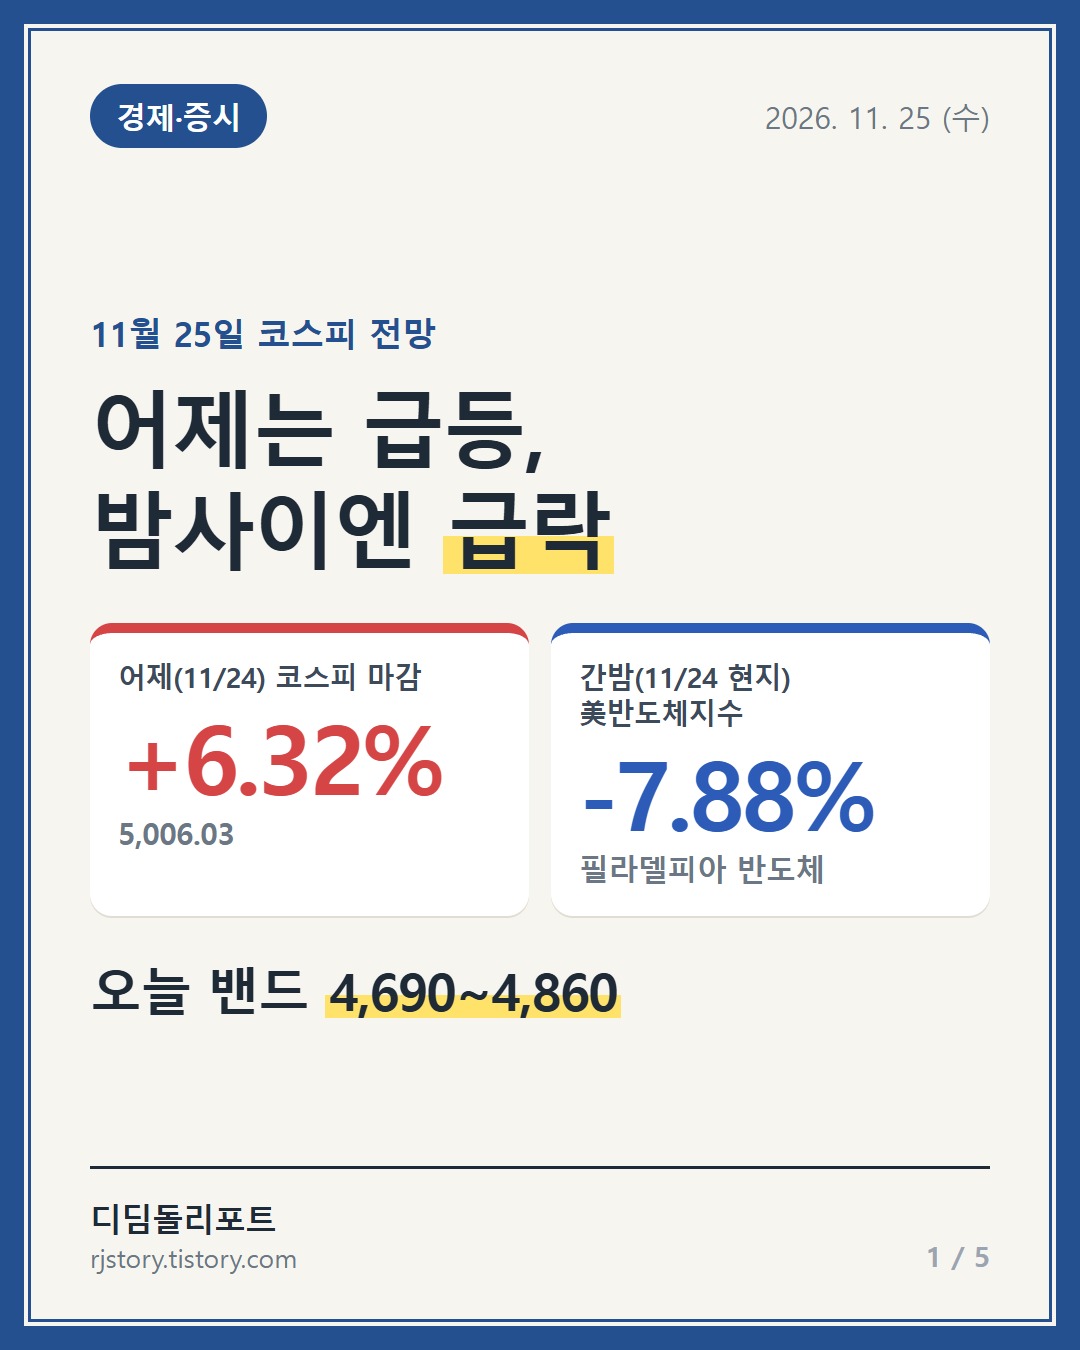 경제·증시
2026. 11. 25 (수)
11월 25일 코스피 전망
어제는 급등,
밤사이엔 급락
어제(11/24) 코스피 마감
+6.32%
5,006.03
간밤(11/24 현지)
美반도체지수
-7.88%
필라델피아 반도체
오늘 밴드 4,690~4,860
디딤돌리포트
rjstory.tistory.com
1 / 5